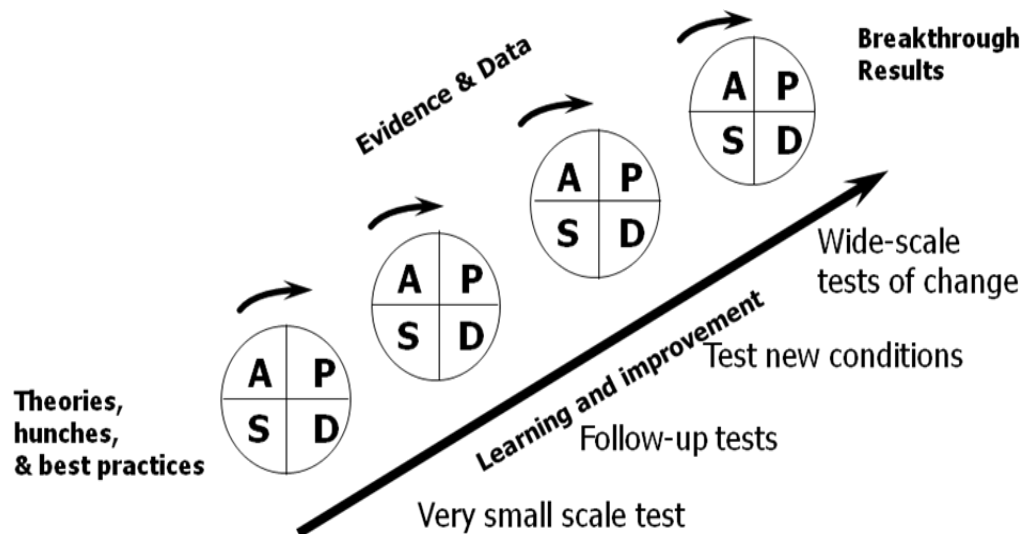 Breakthrough
Results
Evidence & Data
A P
S D
A P
S D
A P
S D
A P
S D
Wide-scale
tests of change
Learning and improvement
Test new conditions
Theories,
hunches,
& best practices
Follow-up tests
Very small scale test